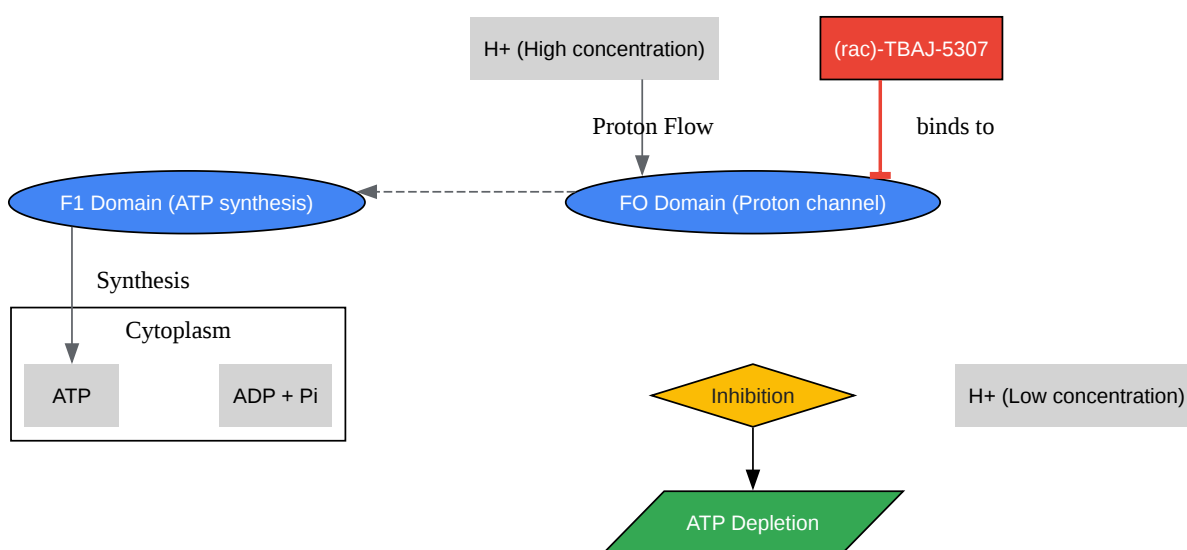 H+ (High concentration)
(rac)-TBAJ-5307
Proton Flow
binds to
F1 Domain (ATP synthesis)
FO Domain (Proton channel)
Synthesis
Cytoplasm
ATP
ADP + Pi
Inhibition
H+ (Low concentration)
ATP Depletion